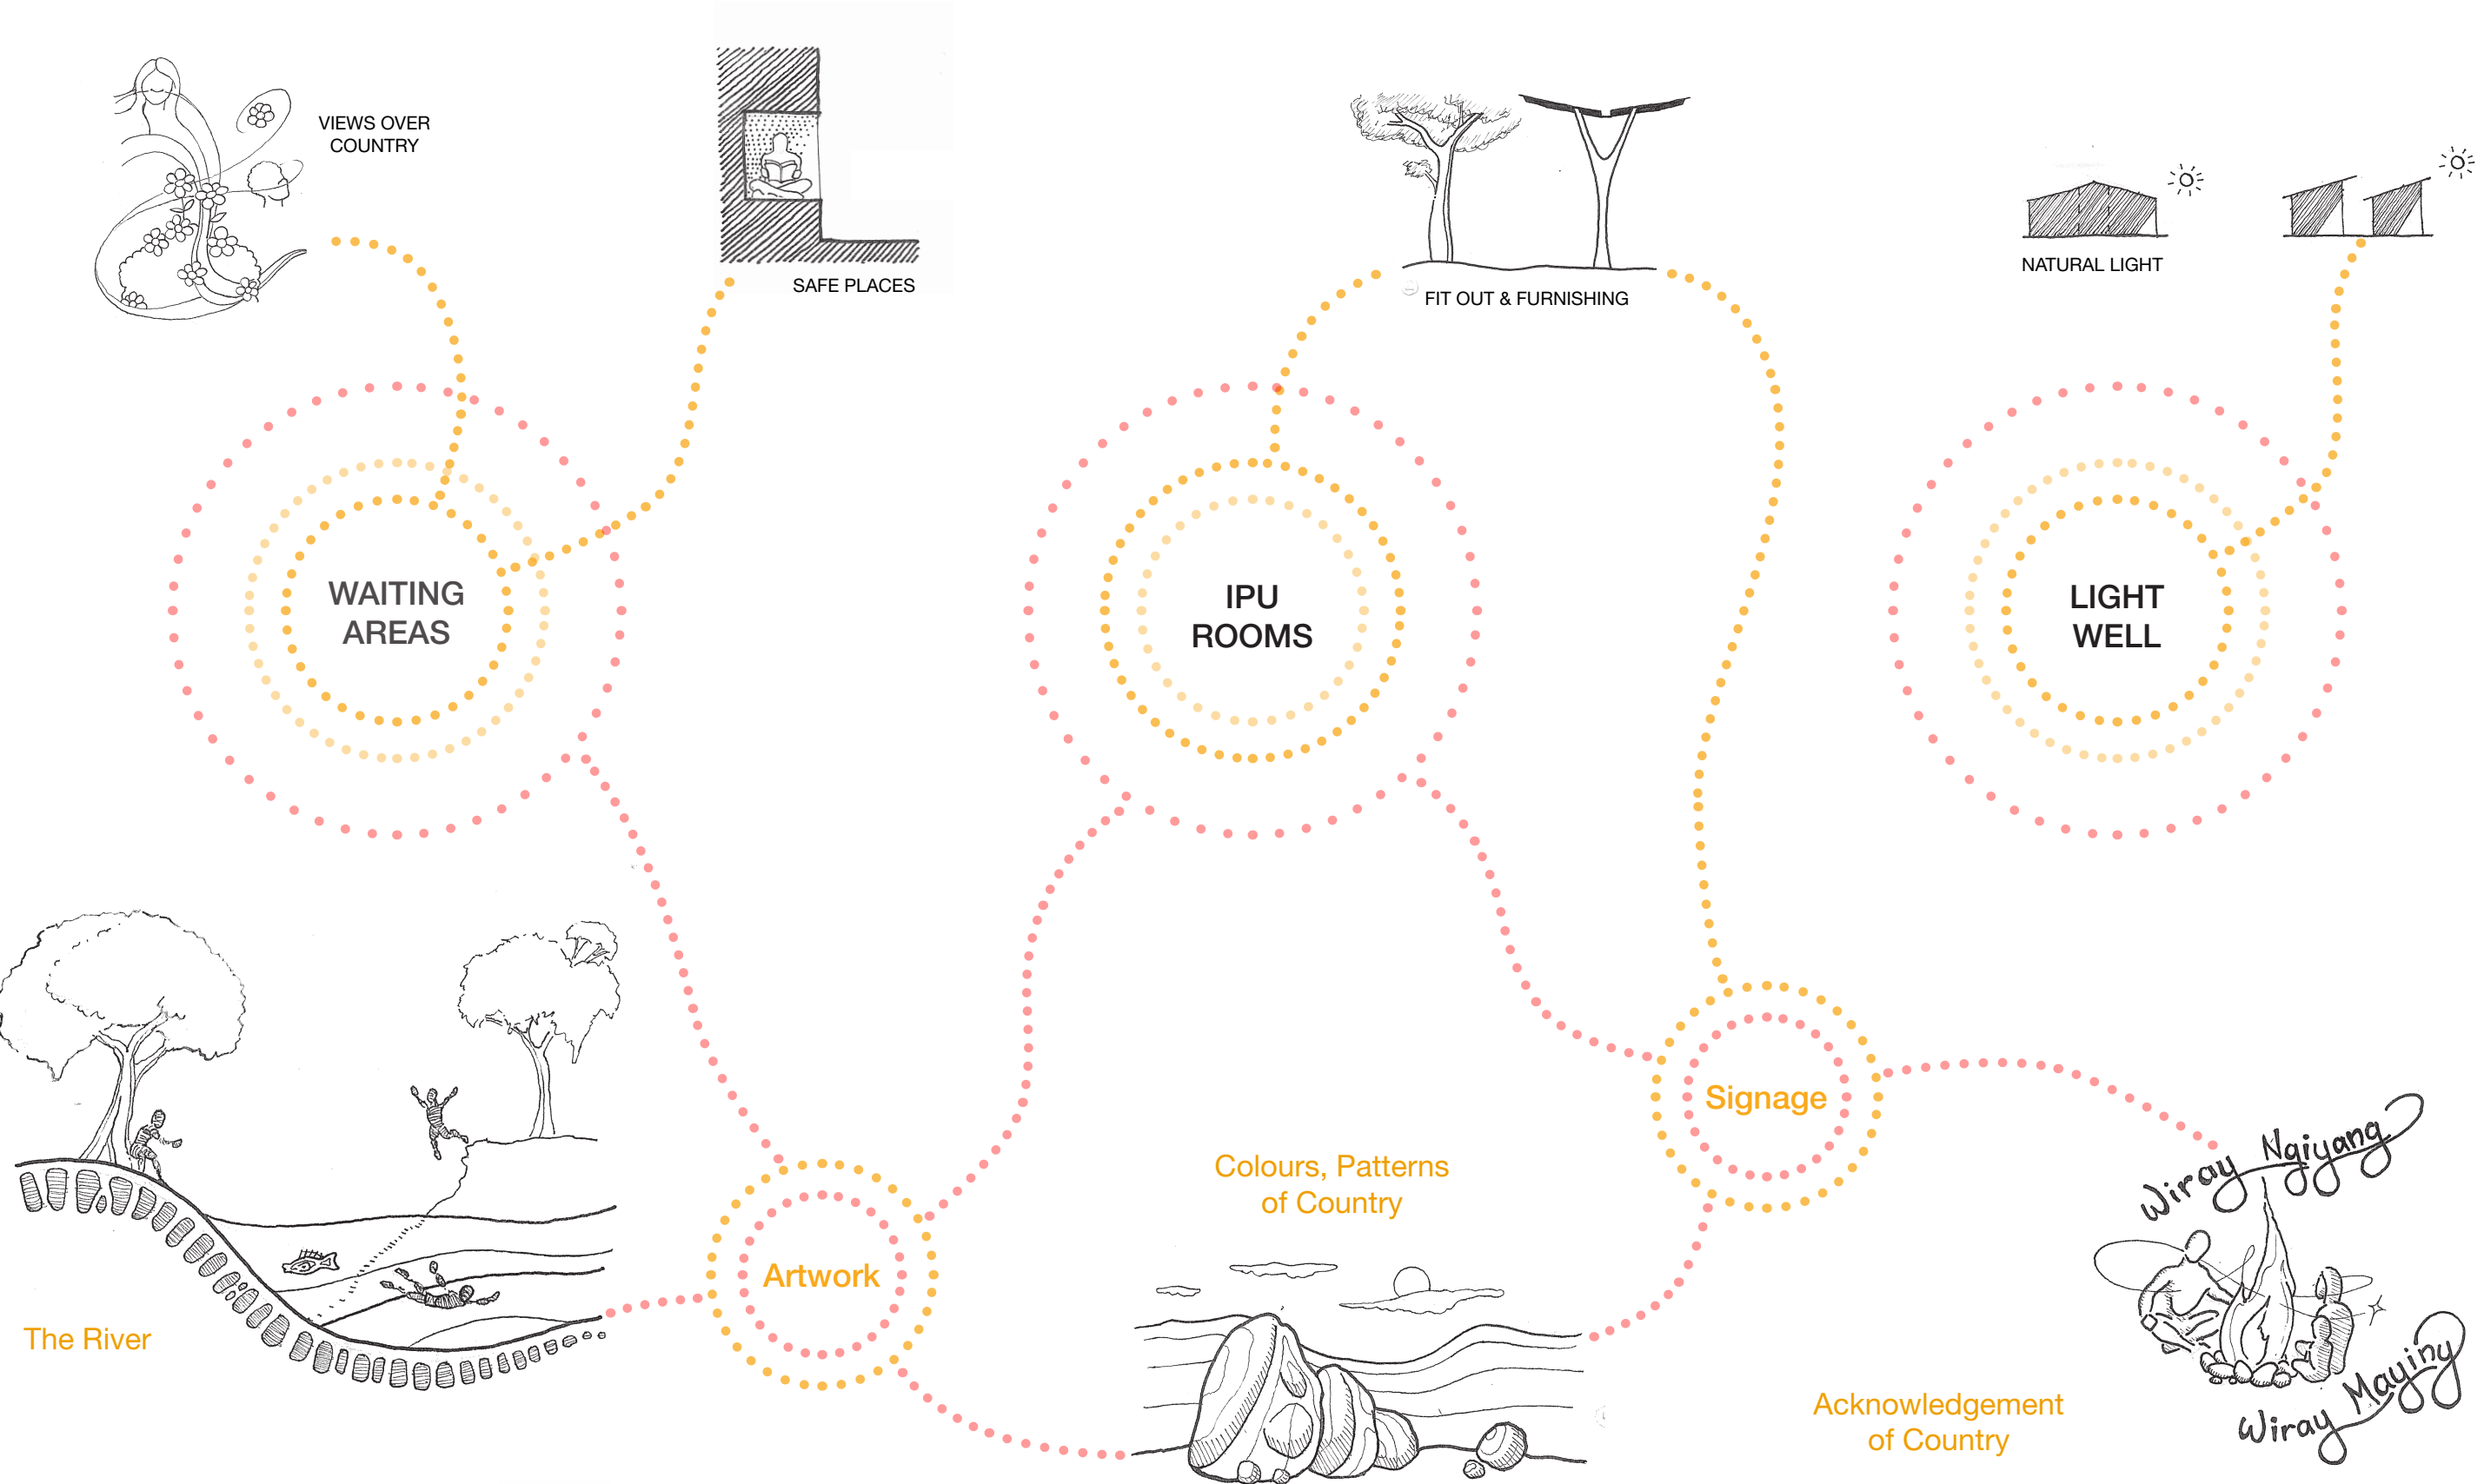 VIEWS OVER
COUNTRY
SAFE PLACES
FIT OUT & FURNISHING
NATURAL LIGHT
WAITING
AREAS
IPU
ROOMS
LIGHT
WELL
Signage
Wiray Ngiyang
Colours, Patterns
of Country
Artwork
The River
Wiray Mayiny
Acknowledgement
of Country